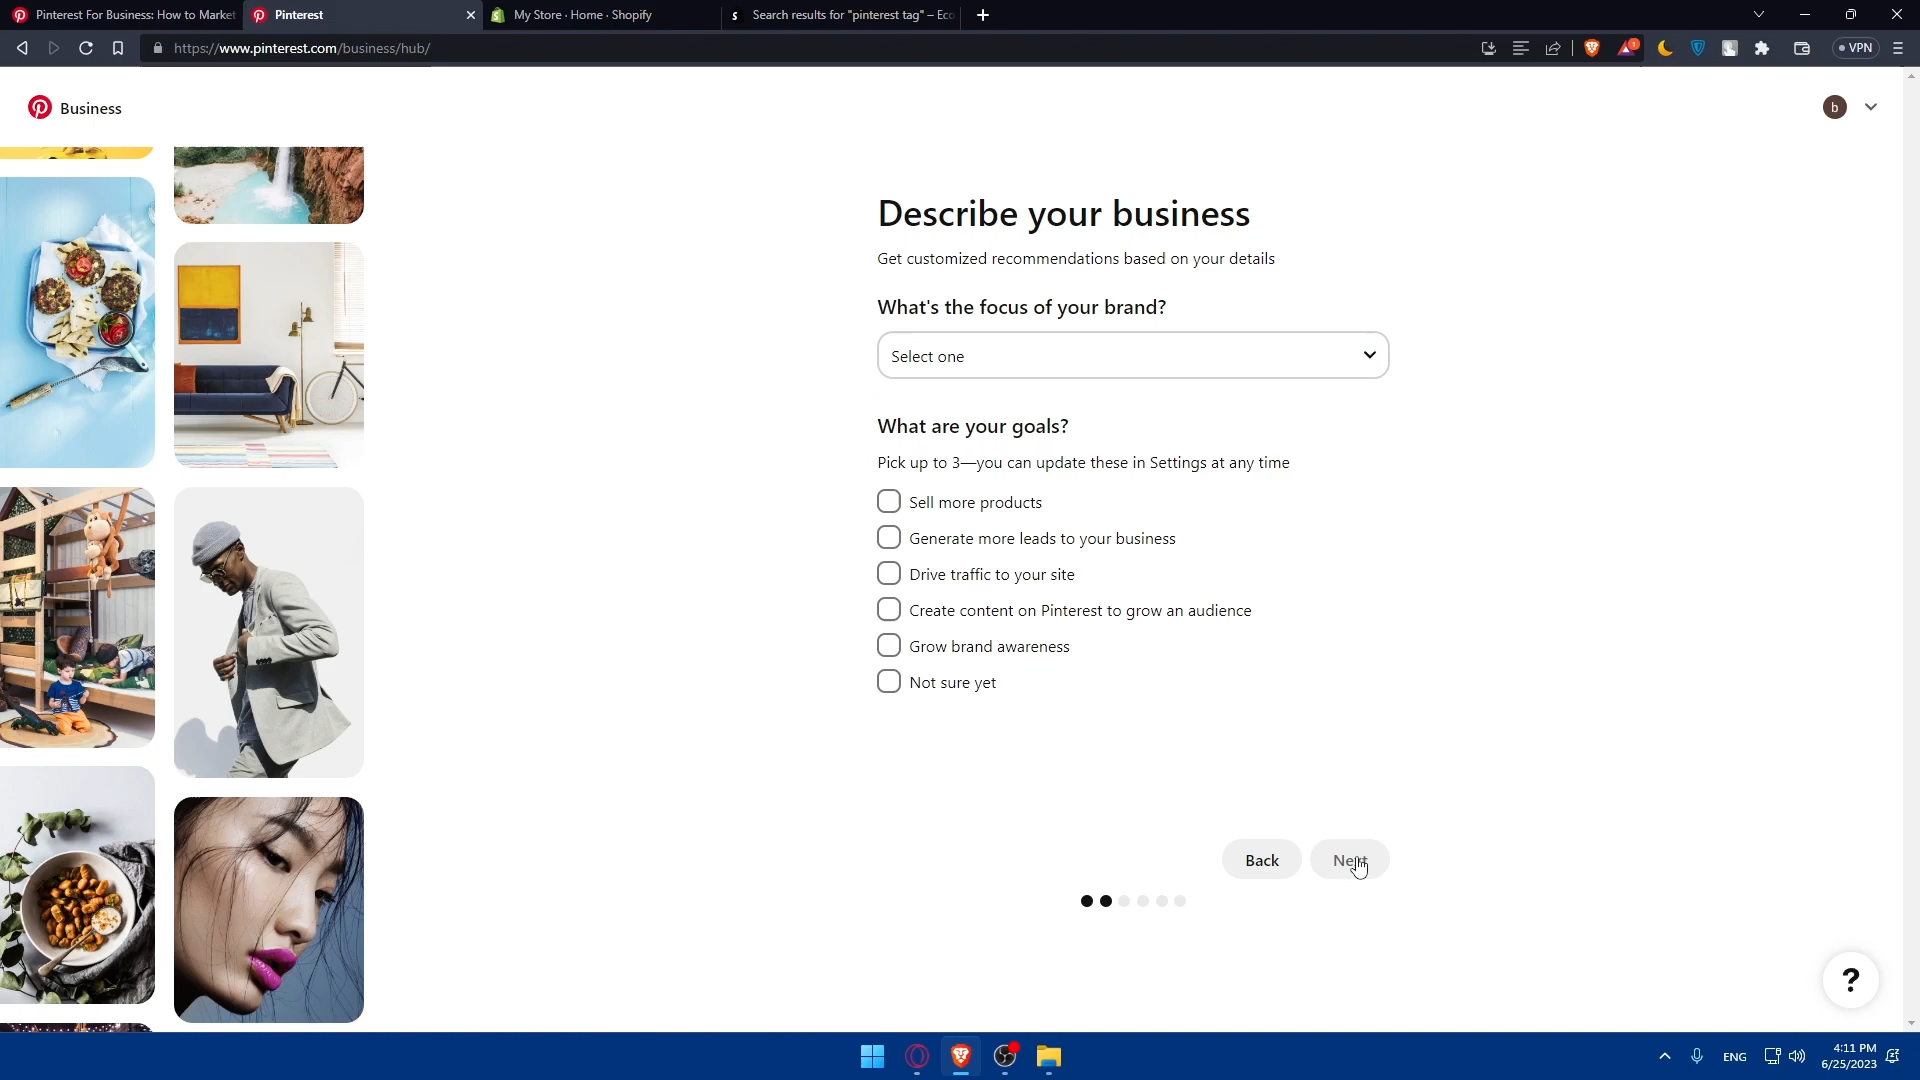 Pinterest For Business: How to Market
Pinterest
My Store · Home · Shopify
Search results for "pinterest tag" – Eco
https://www.pinterest.com/business/hub/
1
VPN
Business
b
Describe your business
Get customized recommendations based on your details
What's the focus of your brand?
Select one
What are your goals?
Pick up to 3—you can update these in Settings at any time
Sell more products
Generate more leads to your business
Drive traffic to your site
Create content on Pinterest to grow an audience
Grow brand awareness
Not sure yet
Back
Next
?
ENG
4:11 PM
6/25/2023